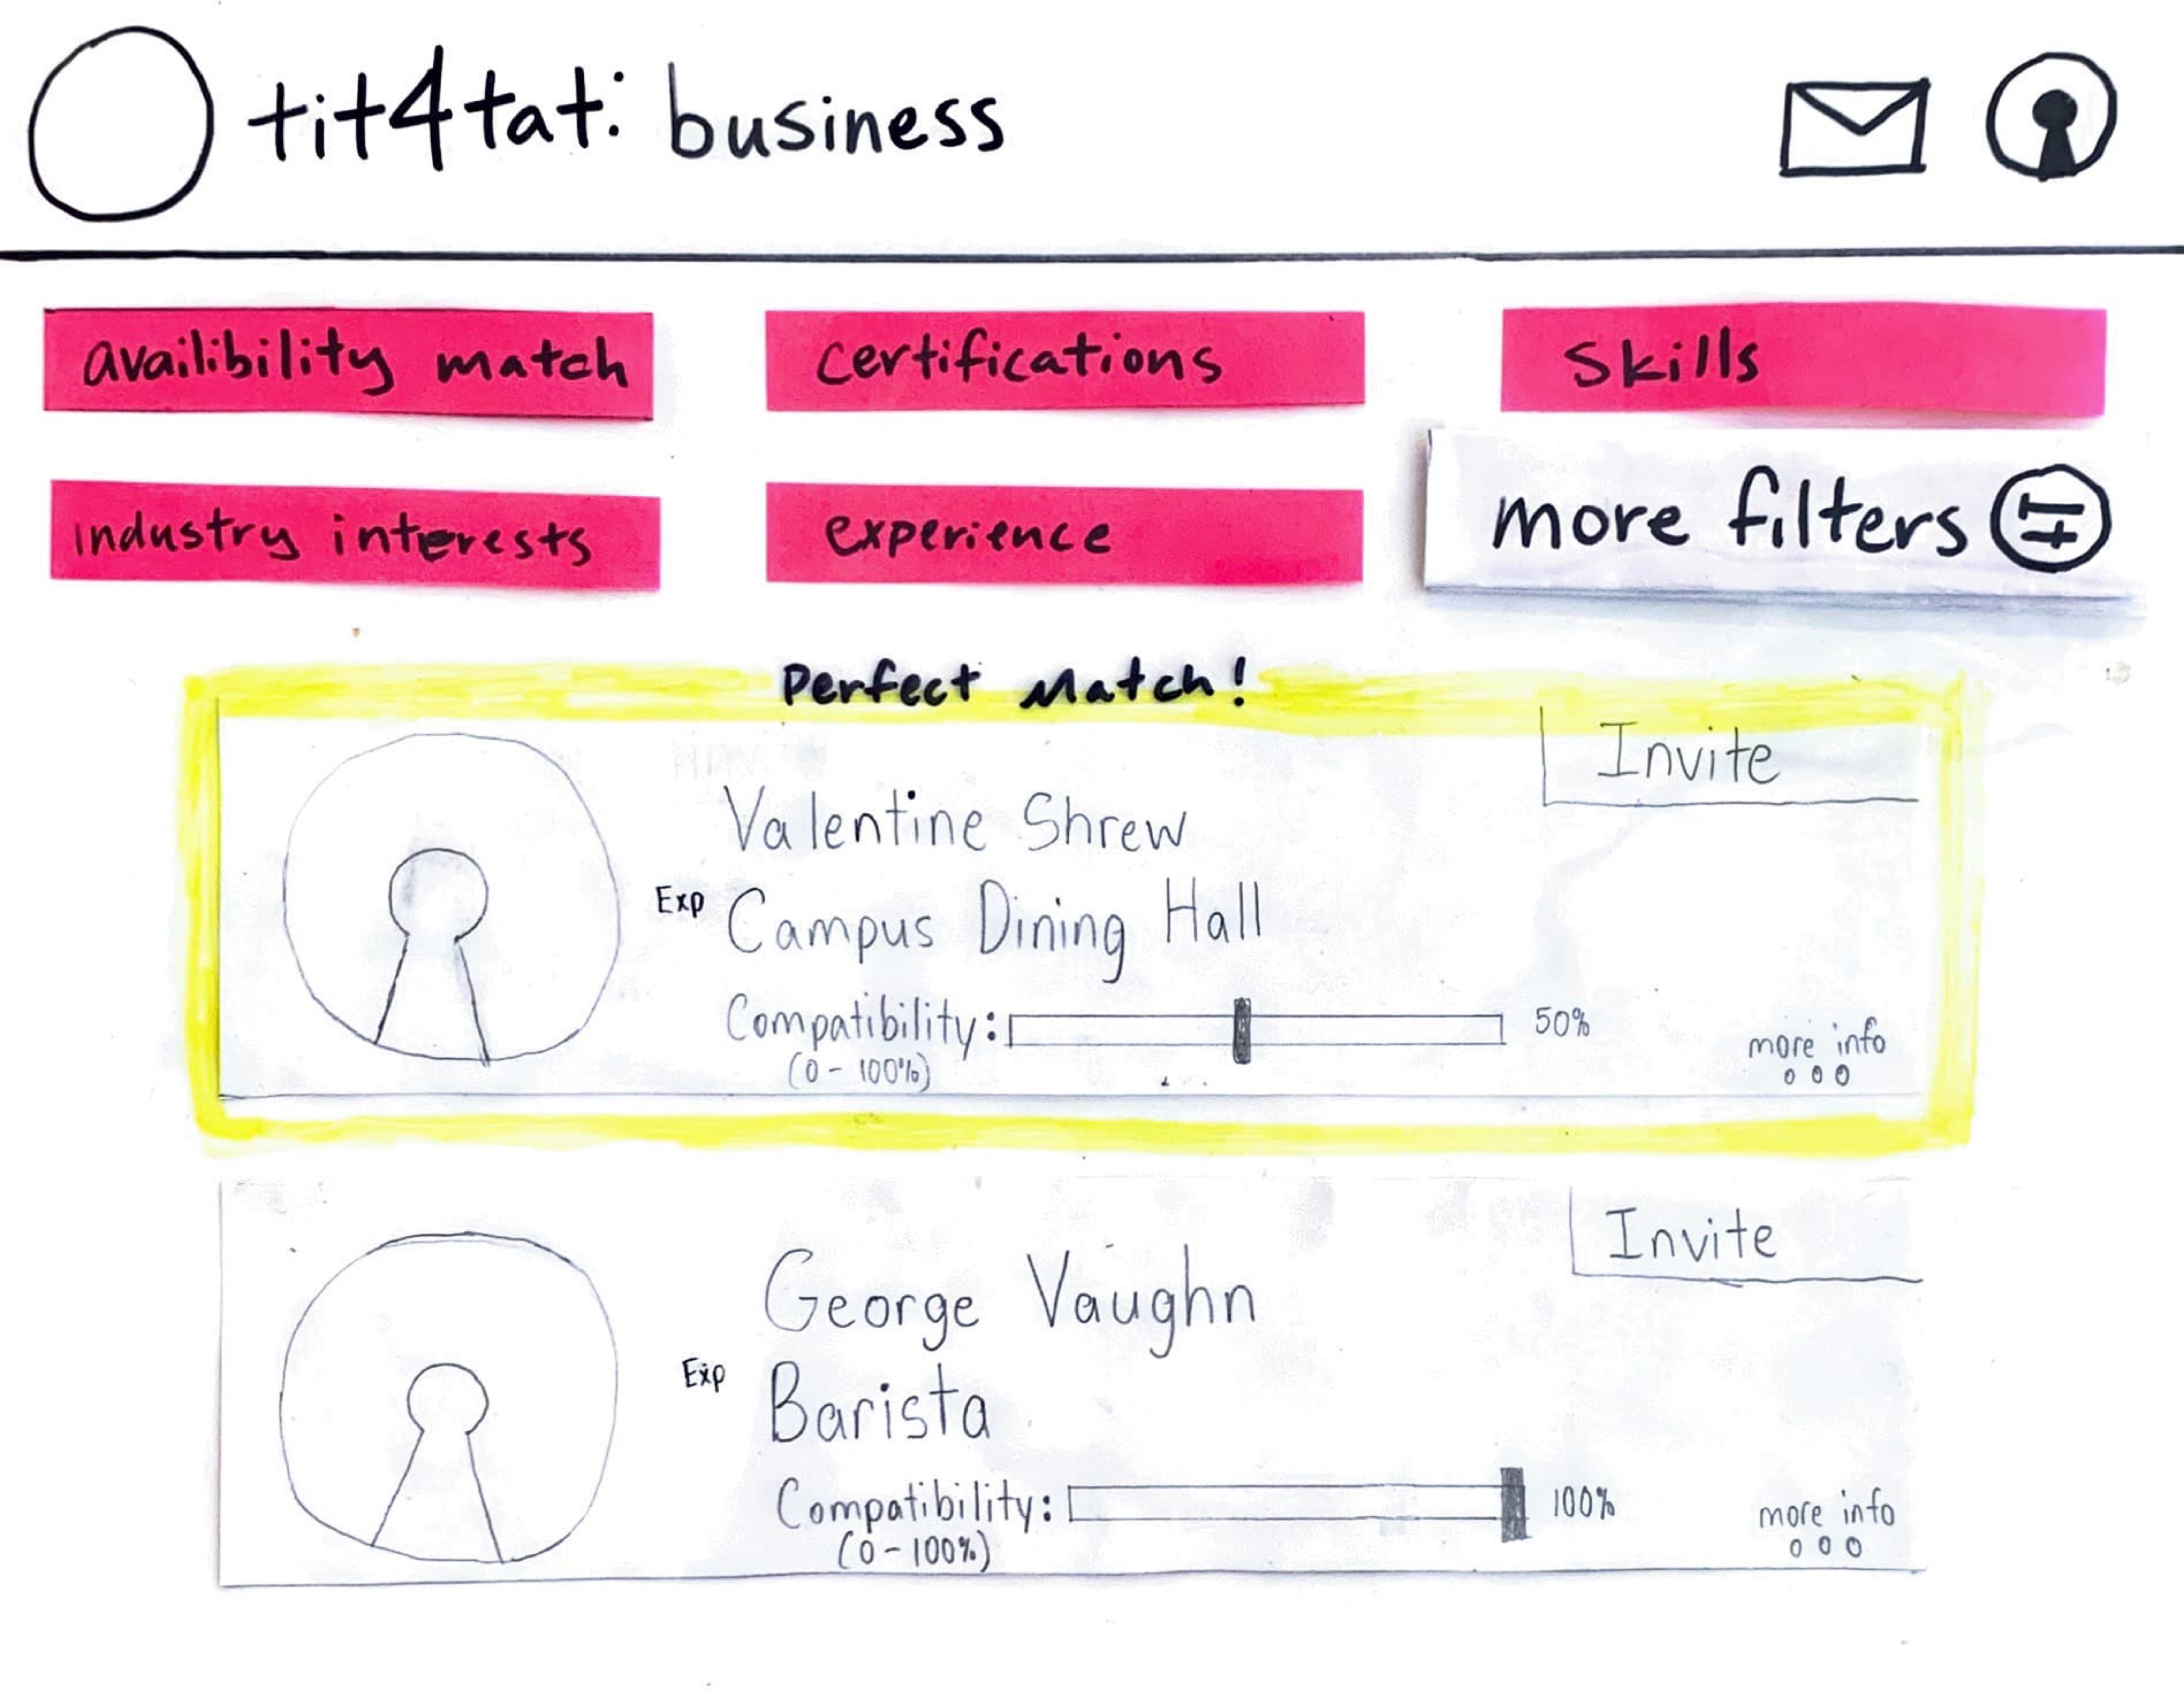 tit4tat: business
availibility match
certifications
Skills
industry interests
experience
more filters
Perfect Match!
Invite
Valentine Shrew
Exp Campus Dining Hall
Compatibility: 50%
(0-100%)
more info
Invite
George Vaughn
Exp Barista
Compatibility: 100%
(0-100%)
more info